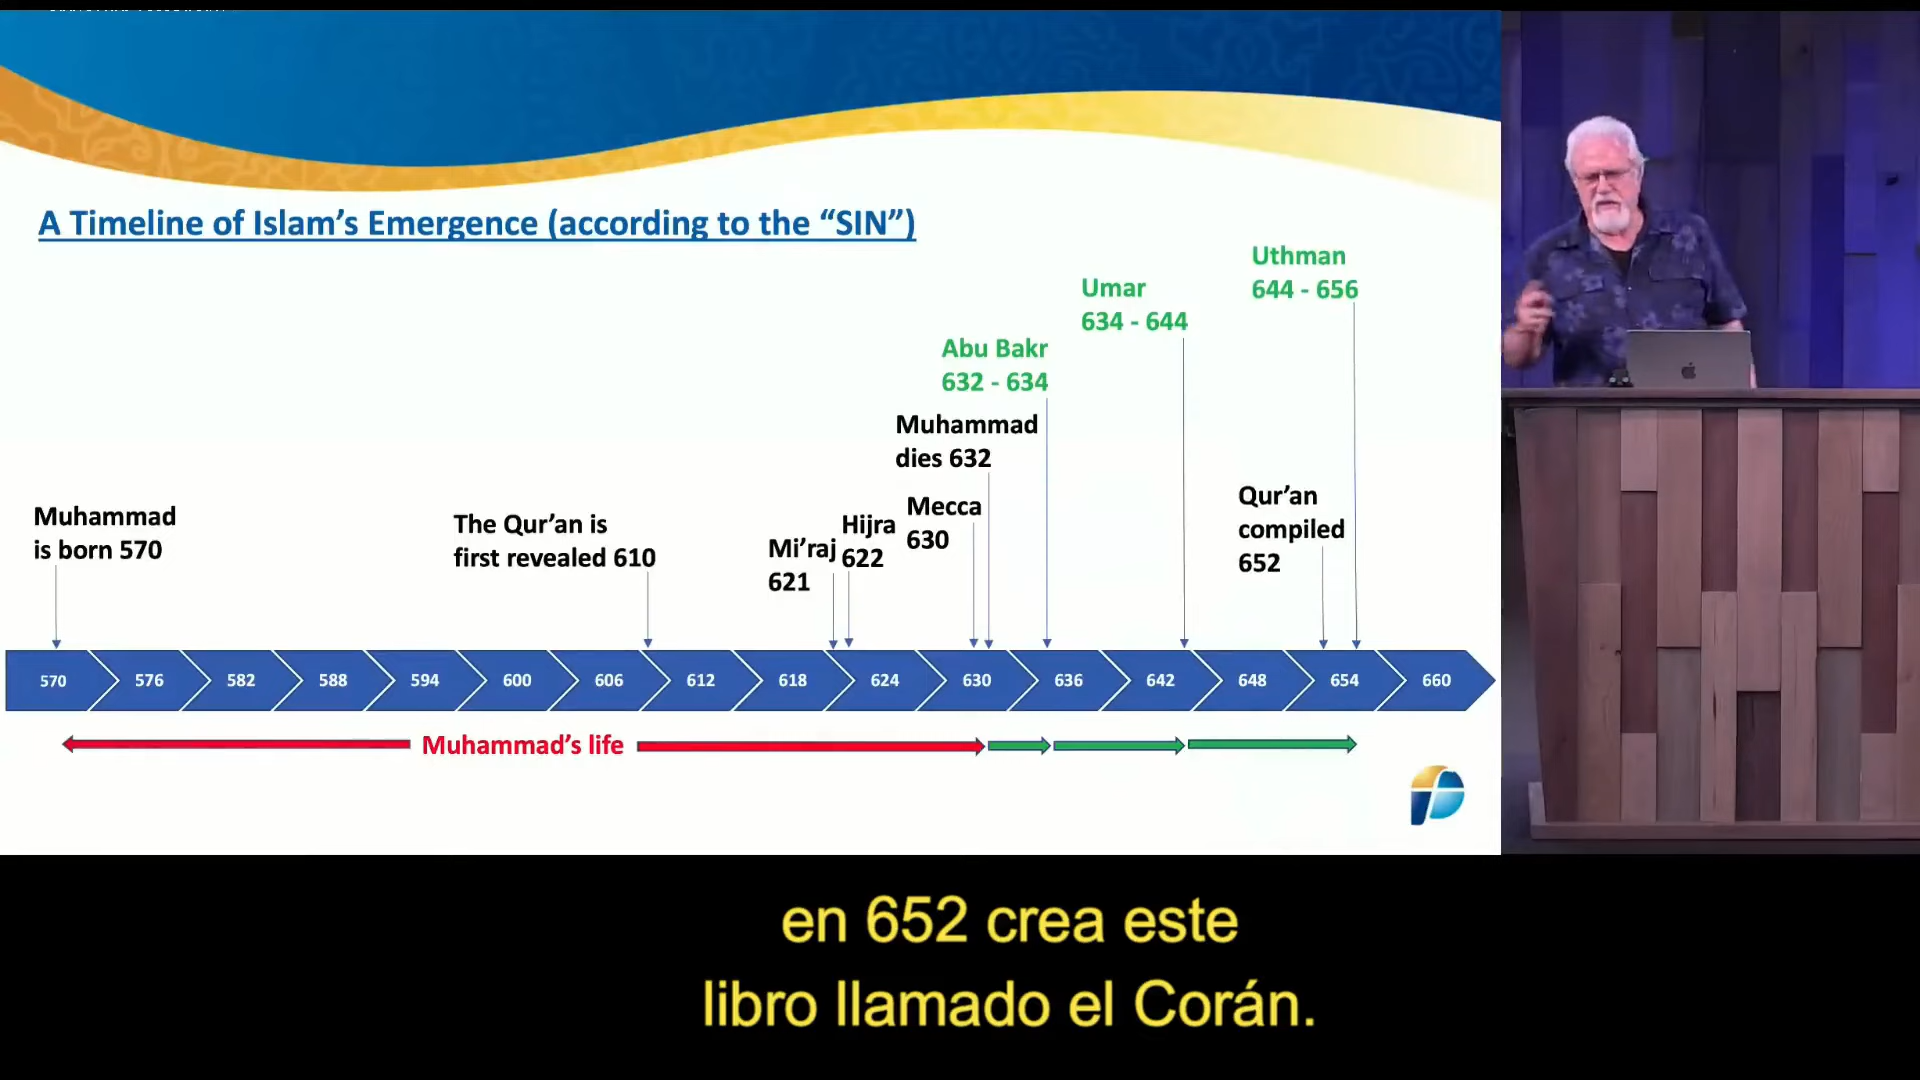 A Timeline of Islam's Emergence (according to the “SIN”)
Uthman
644 - 656
Umar
634 - 644
Abu Bakr
632 - 634
Muhammad
dies 632
Mecca
630
Hijra
622
Mi'raj
621
The Qur'an is
first revealed 610
Muhammad
is born 570
Qur'an
compiled
652
570 576 582 588 594 600 606 612 618 624 630 636 642 648 654 660
Muhammad's life
en 652 crea este
libro llamado el Corán.